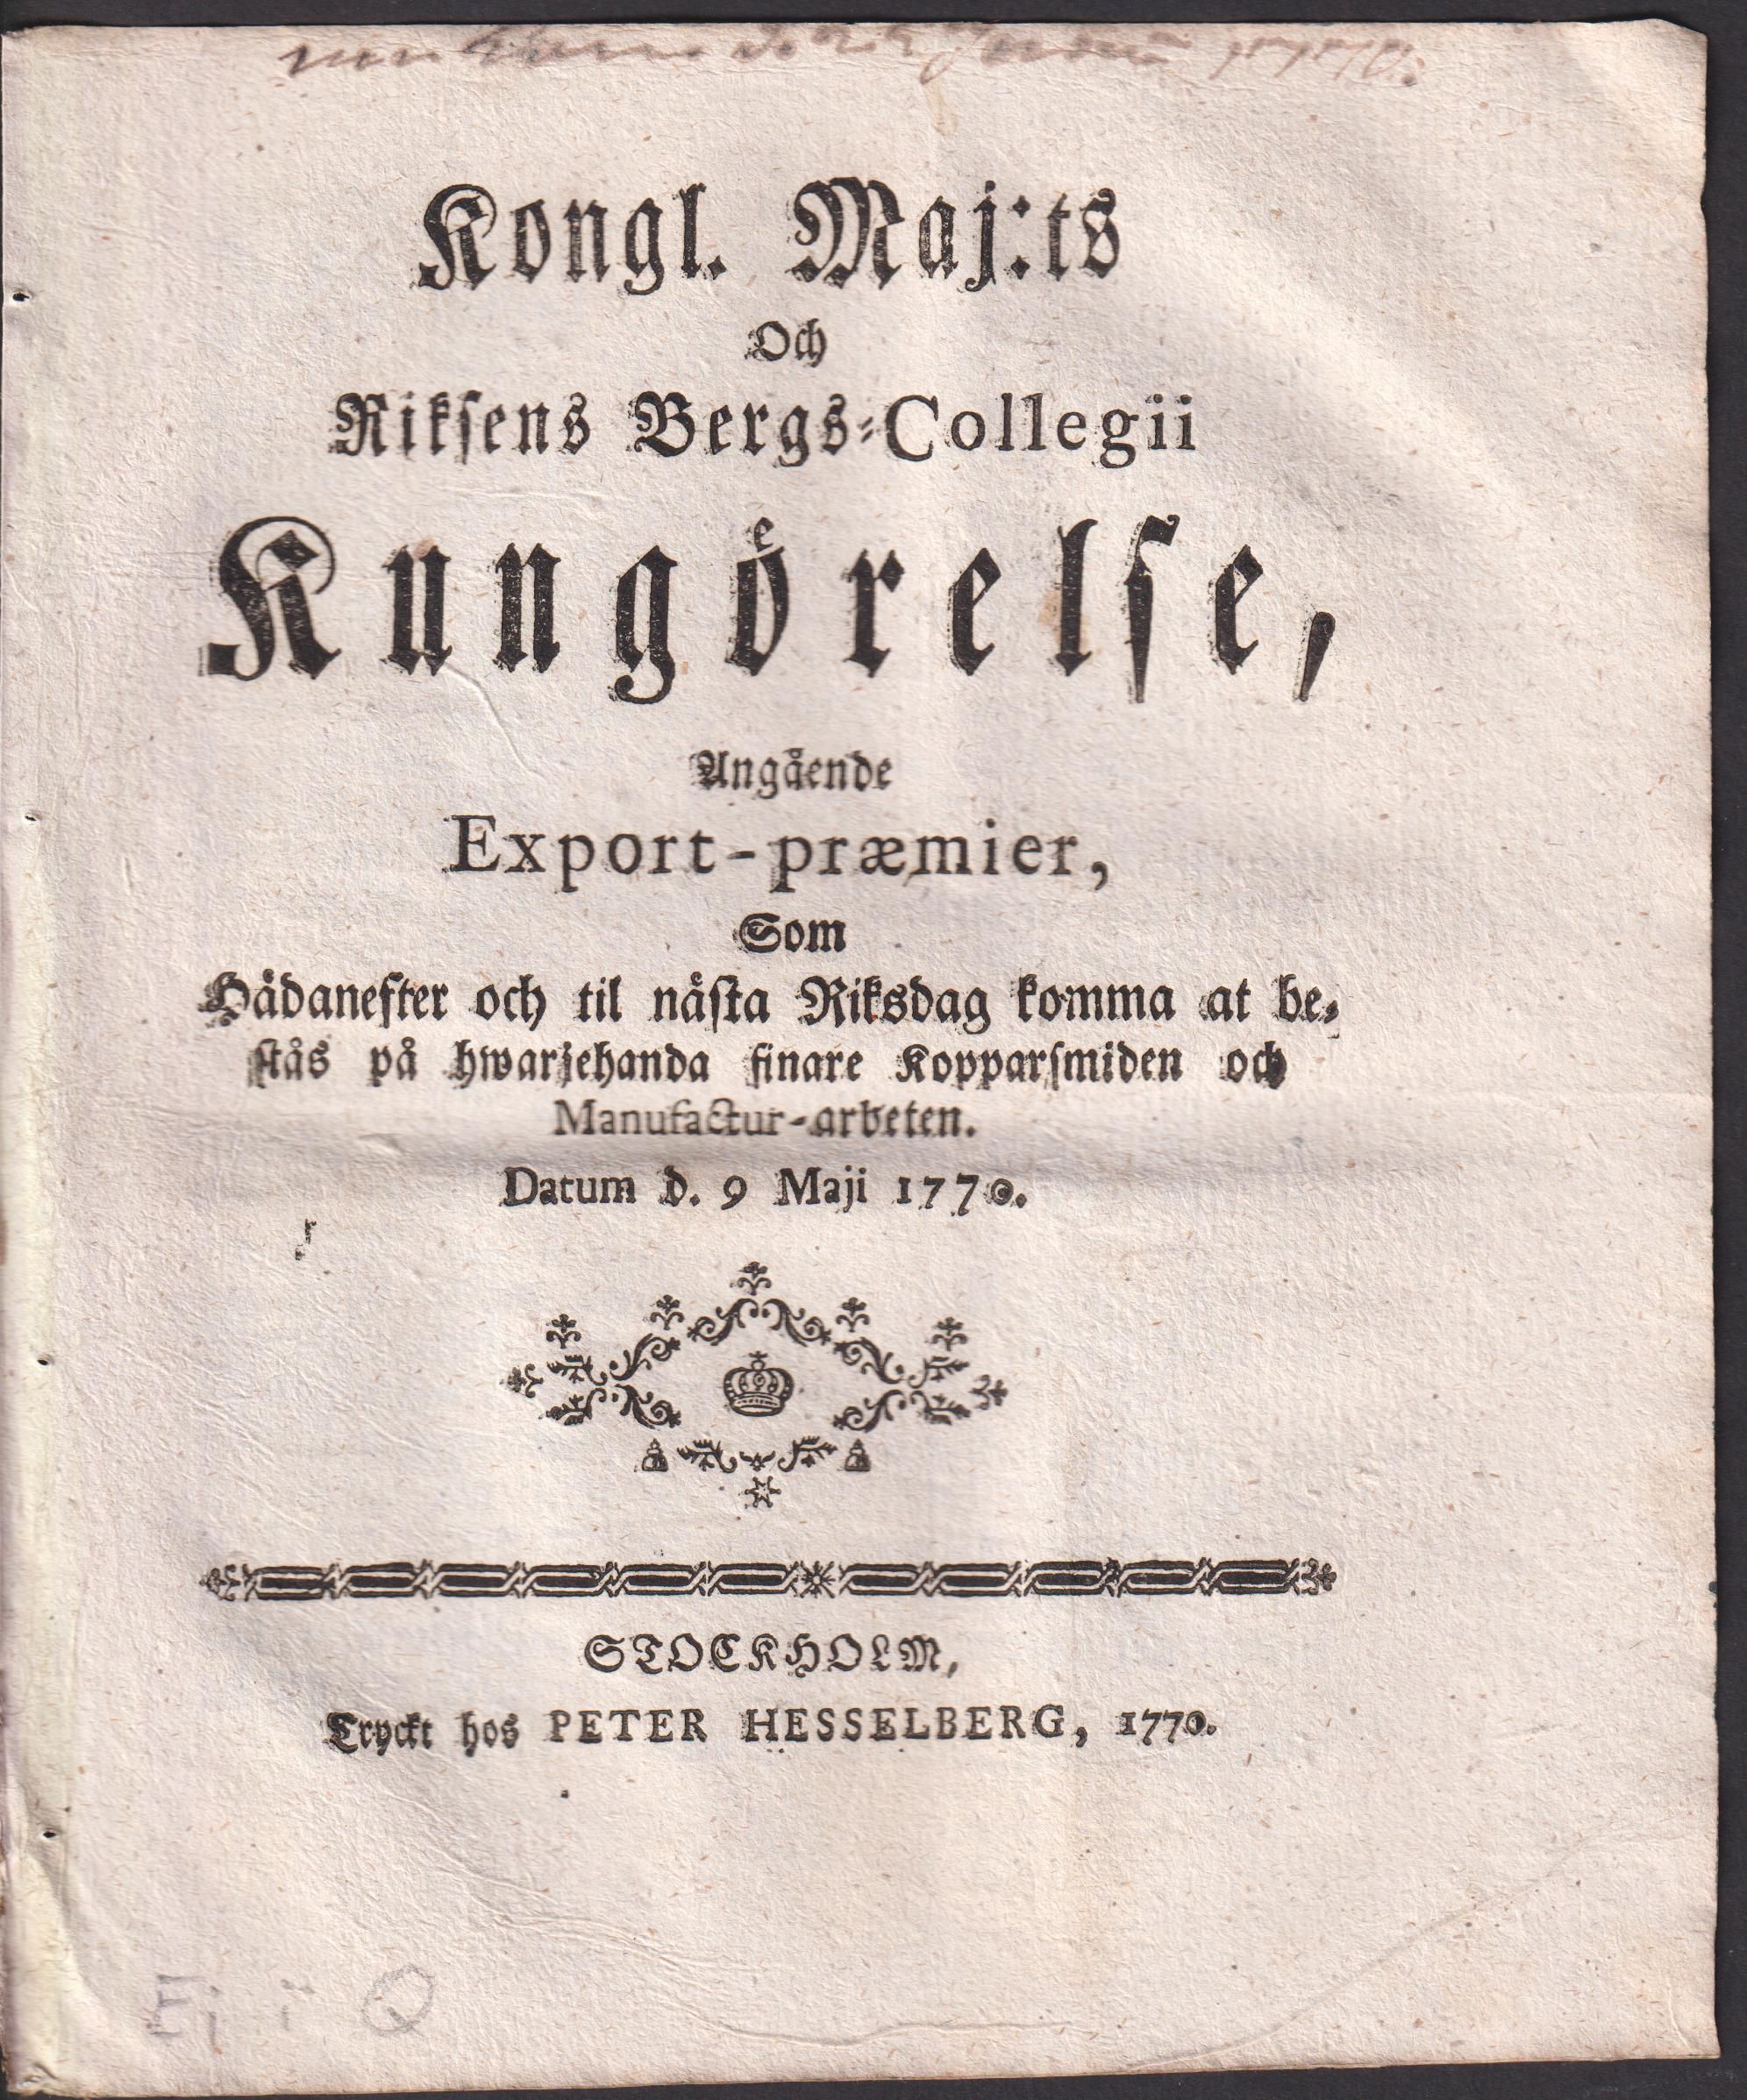 Kongl. Maj:ts
Och
Riksens Bergs-Collegii
Kungörelse,
Angående
Export-præmier,
Som
Hädanefter och til nästa Riksdag komma at be-
stås på hwarjehanda finare Kopparsmiden och
Manufactur-arbeten.
Datum d. 9 Maji 1770.
STOCKHOLM,
Tryckt hos PETER HESSELBERG, 1770.
Ej i Q